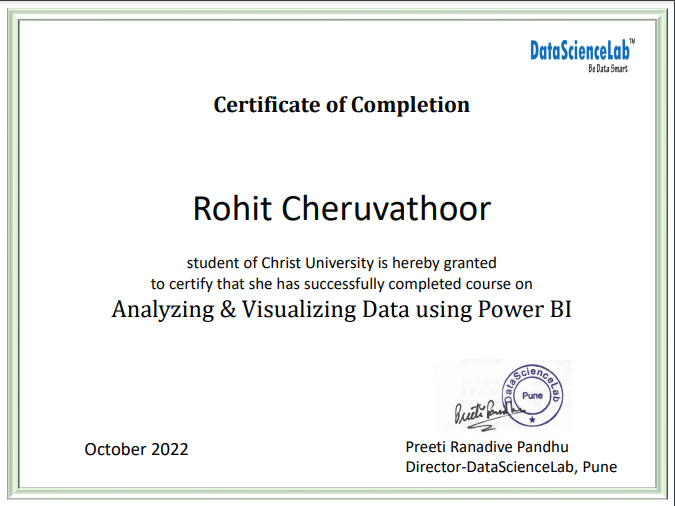 DataScienceLab™
Be Data Smart
Certificate of Completion
Rohit Cheruvathoor
student of Christ University is hereby granted
to certify that she has successfully completed course on
Analyzing & Visualizing Data using Power BI
DataScienceLab
Pune
Preeti Pandhu
October 2022
Preeti Ranadive Pandhu
Director-DataScienceLab, Pune